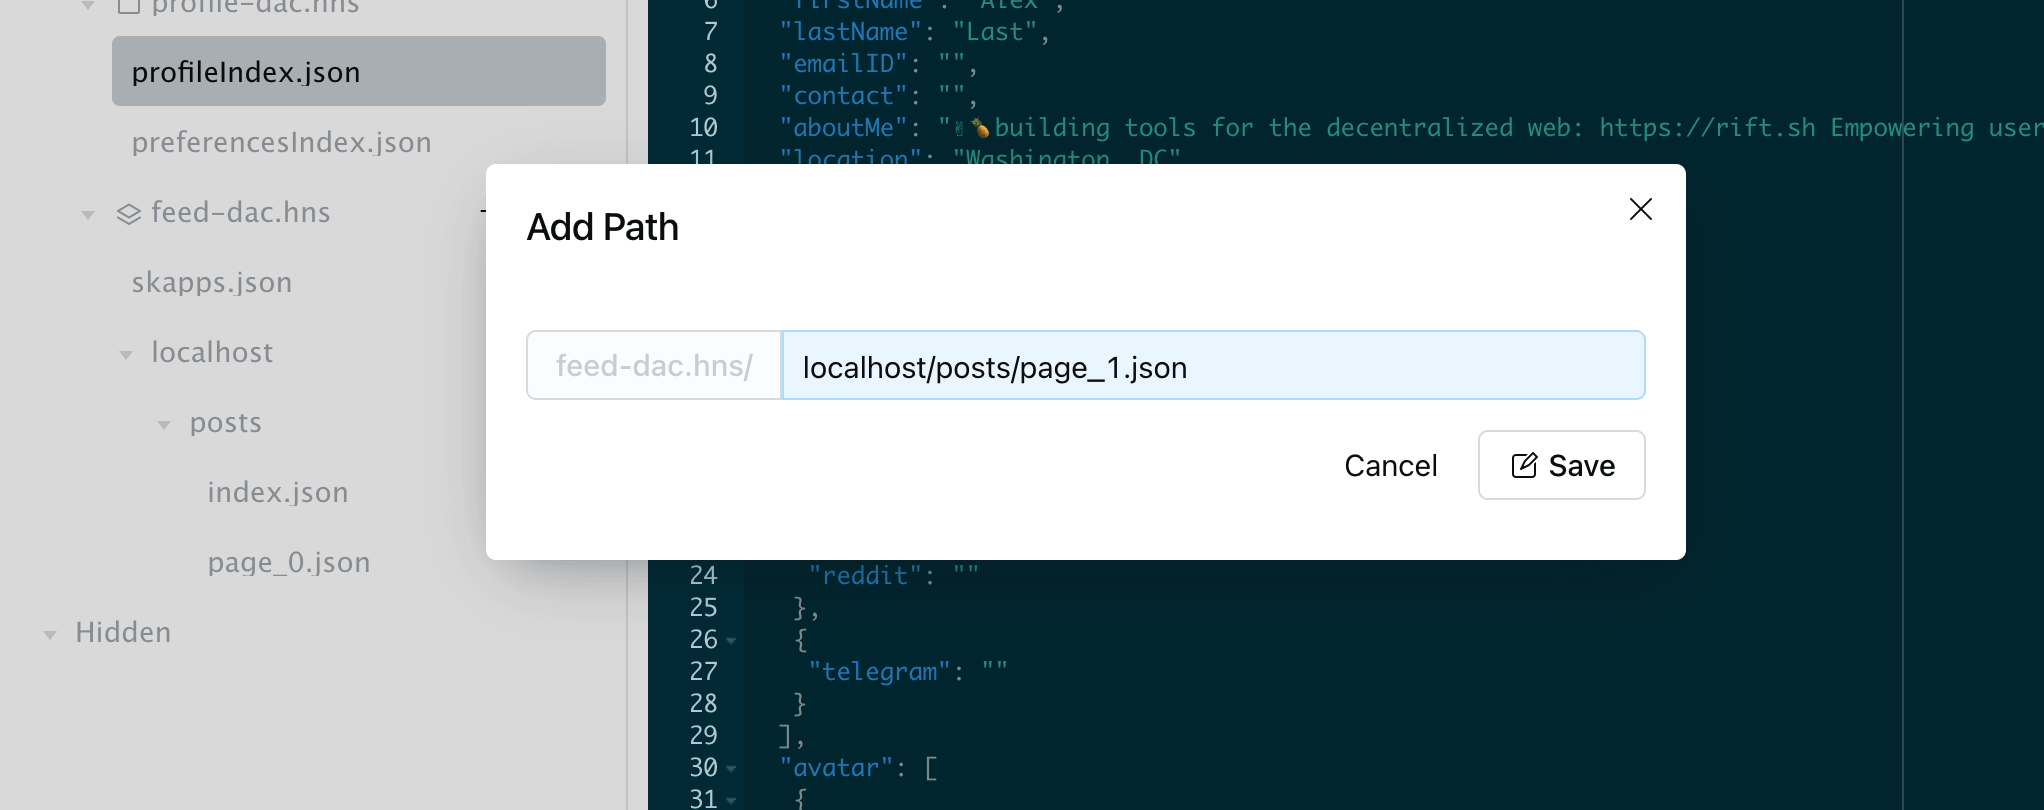 profile-dac.hns
profileIndex.json
preferencesIndex.json
feed-dac.hns
skapps.json
localhost
posts
index.json
page_0.json
Hidden
6 "firstName": "Alex",
7 "lastName": "Last",
8 "emailID": "",
9 "contact": "",
10 "aboutMe": "✌🍍building tools for the decentralized web: https://rift.sh Empowering user
11 "location": "Washington, DC"
Add Path
feed-dac.hns/ localhost/posts/page_1.json
Cancel Save
24 "reddit": ""
25 },
26 {
27 "telegram": ""
28 }
29 ],
30 "avatar": [
31 {